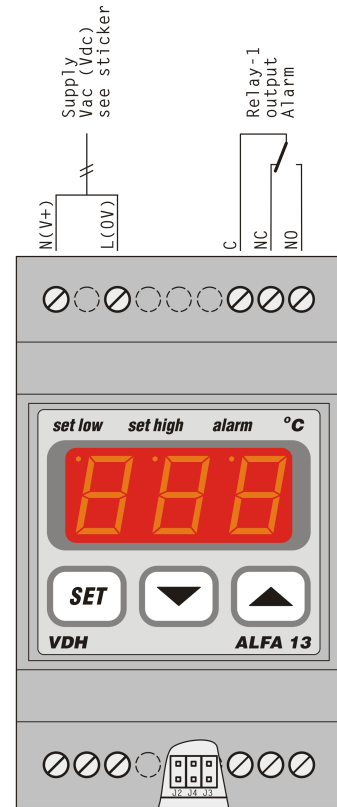 Supply
Vac (Vdc)
see sticker
Relay-1
output
Alarm
N(V+)
L(0V)
C
NC
NO
set low set high alarm °C
888
SET
VDH ALFA 13
J2 J4 J3